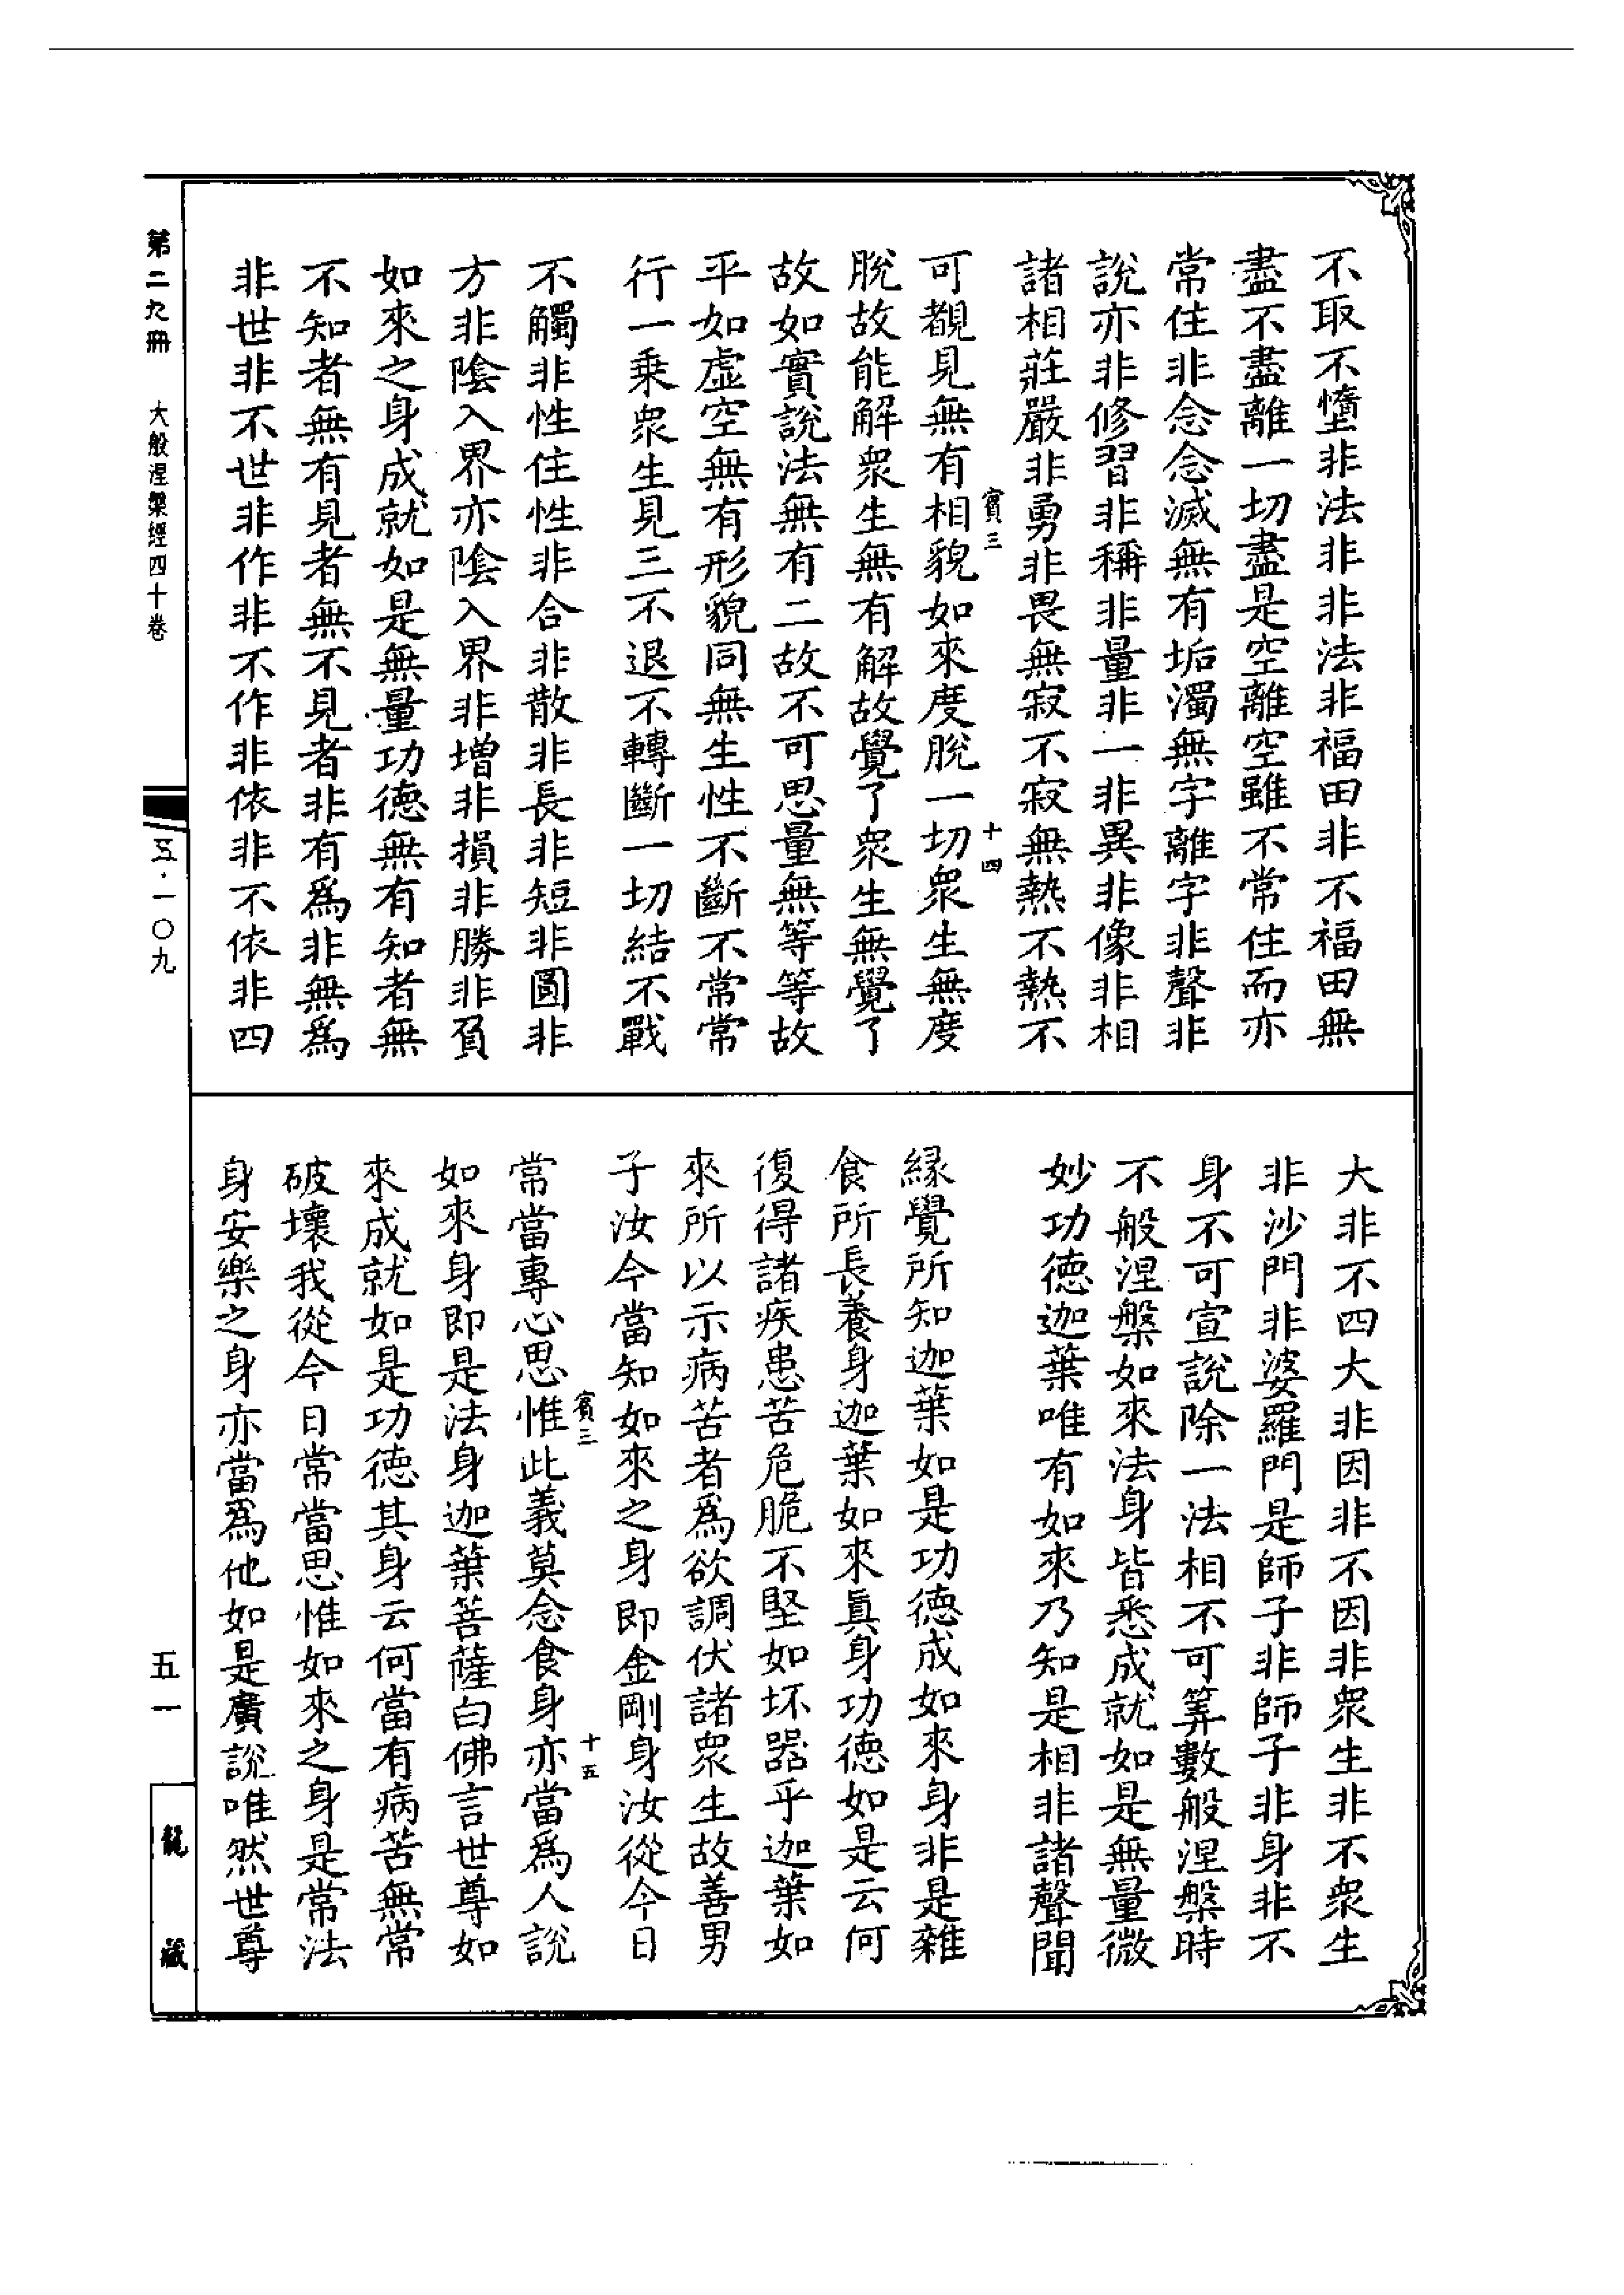 不取不墮非法非非法非福田非不福田無
盡不盡離一切盡是空離空雖不常住而亦
常住非念念滅無有垢濁無字離字非聲非
說亦非修習非稱非量非一非異非像非相
諸相莊嚴非勇非畏無寂不寂無熱不熱不
賓三
十四
可覩見無有相貌如來度脫一切衆生無度
脫故能解衆生無有解故覺了衆生無覺了
故如實說法無有二故不可思量無等等故
平如虛空無有形貌同無生性不斷不常常
行一乗衆生見三不退不轉斷一切結不戰
不觸非性住性非合非散非長非短非圓非
方非陰入界亦陰入界非增非損非勝非負
如來之身成就如是無量功德無有知者無
不知者無有見者無不見者非有爲非無爲
非世非不世非作非不作非依非不依非四
大非不四大非因非不因非衆生非不衆生
非沙門非婆羅門是師子非師子非身非不
身不可宣說除一法相不可筭數般涅槃時
不般涅槃如來法身皆悉成就如是無量微
妙功德迦葉唯有如來乃知是相非諸聲聞
緣覺所知迦葉如是功德成如來身非是雜
食所長養身迦葉如來眞身功德如是云何
復得諸疾患苦危脆不堅如坏器乎迦葉如
來所以示病苦者爲欲調伏諸衆生故善男
子汝今當知如來之身即金剛身汝從今日
賓三
十五
常當專心思惟此義莫念食身亦當爲人說
如來身即是法身迦葉菩薩白佛言世尊如
來成就如是功德其身云何當有病苦無常
破壞我從今日常當思惟如來之身是常法
身安樂之身亦當爲他如是廣說唯然世尊
第二九冊　大般涅槃經四十卷
五·一〇九
五一
龍藏